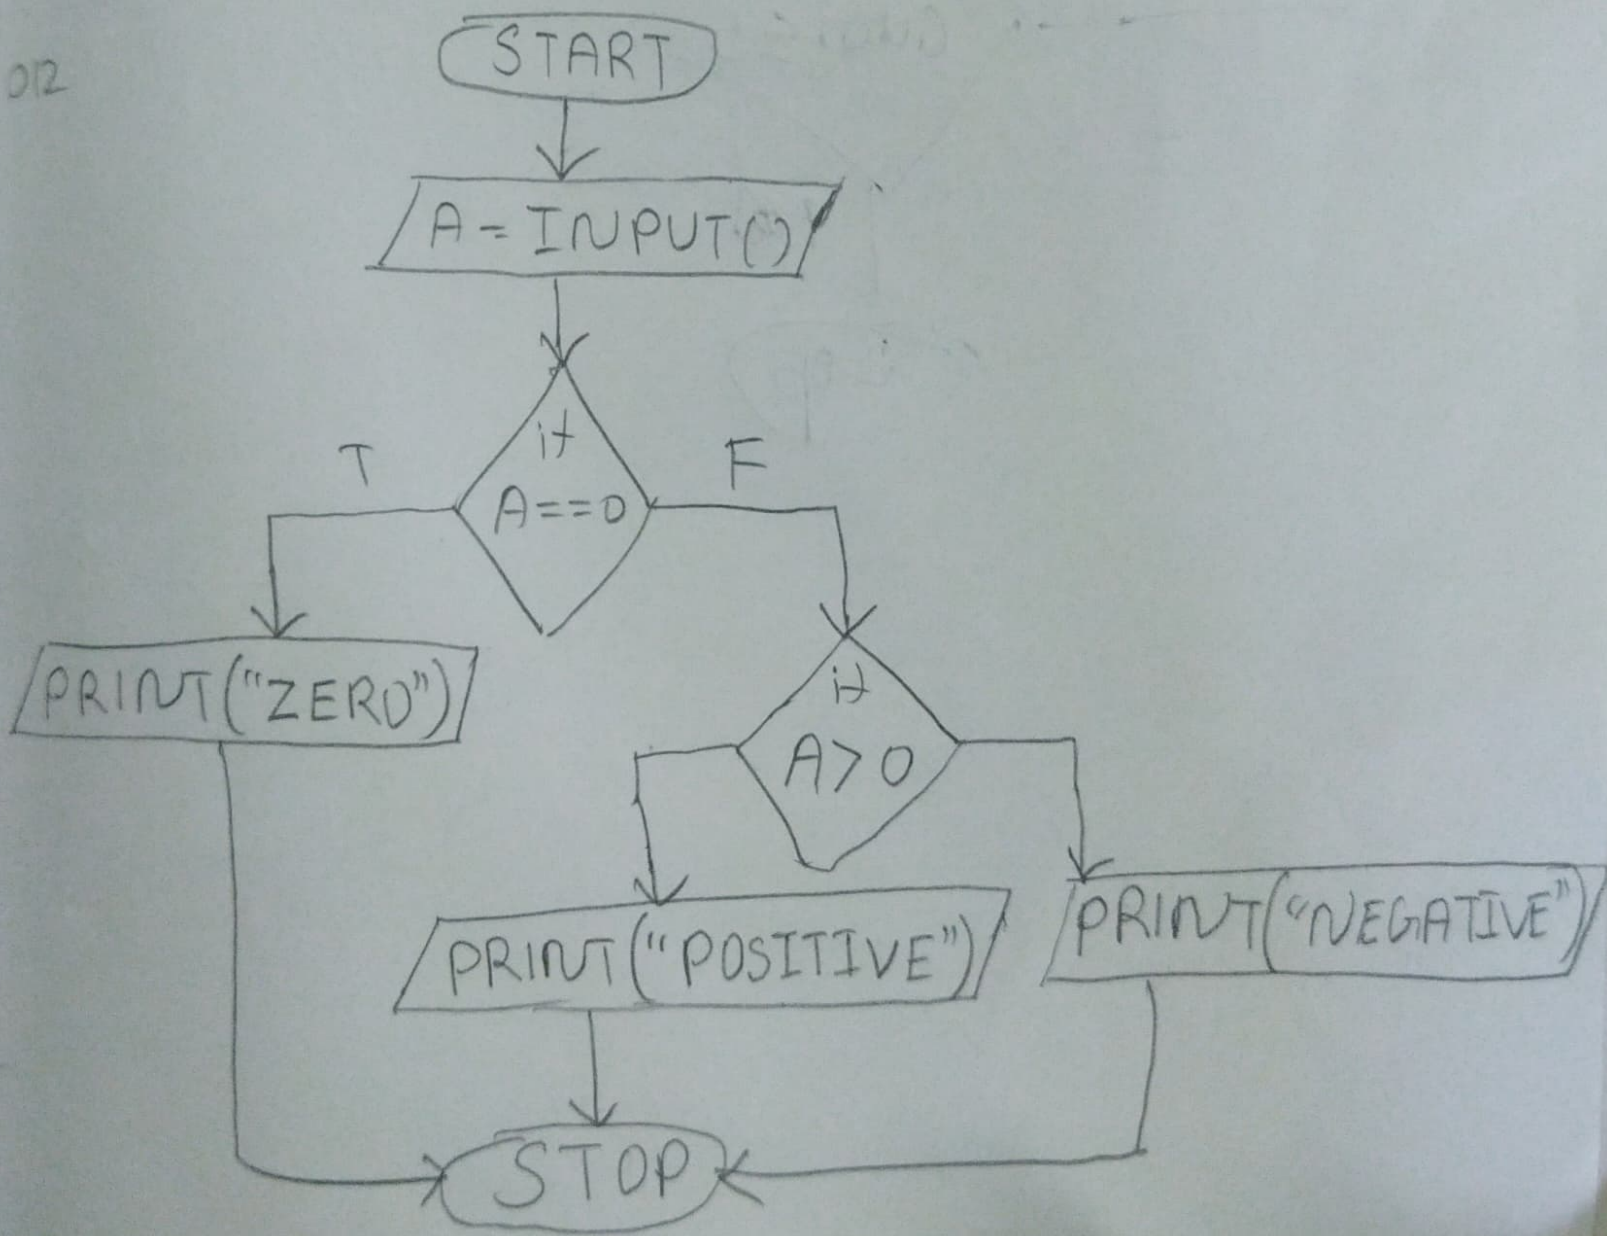 012
START
A = INPUT()
if
A==0
T
F
PRINT("ZERO")
if
A>0
PRINT("POSITIVE")
PRINT("NEGATIVE")
STOP